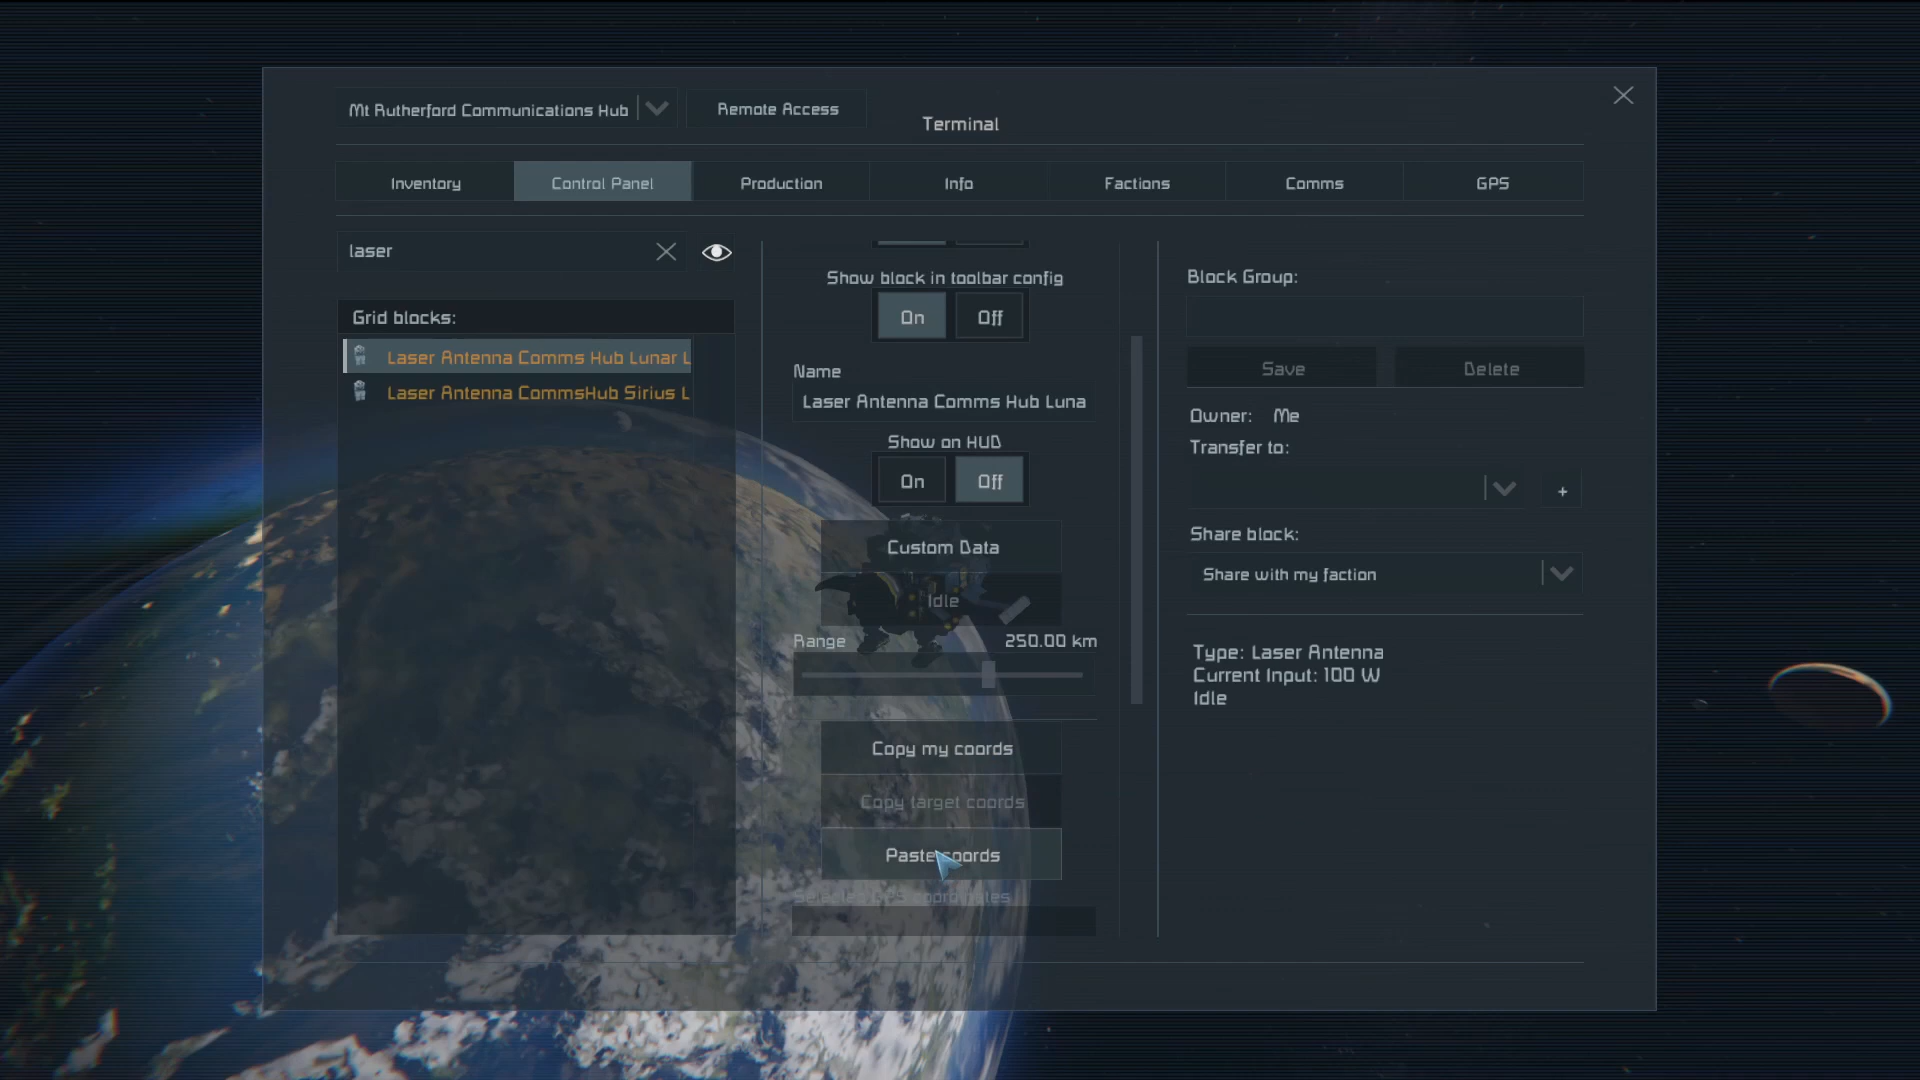 Mt Rutherford Communications Hub
Remote Access
Terminal
Inventory
Control Panel
Production
Info
Factions
Comms
GPS
laser
Grid blocks:
Laser Antenna Comms Hub Lunar L
Laser Antenna CommsHub Sirius L
Show block in toolbar config
On
Off
Name
Laser Antenna Comms Hub Luna
Show on HUD
On
Off
Custom Data
Idle
Range
250.00 km
Copy my coords
Copy target coords
Paste coords
Selected GPS coordinates
Block Group:
Save
Delete
Owner: Me
Transfer to:
+
Share block:
Share with my faction
Type: Laser Antenna
Current Input: 100 W
Idle